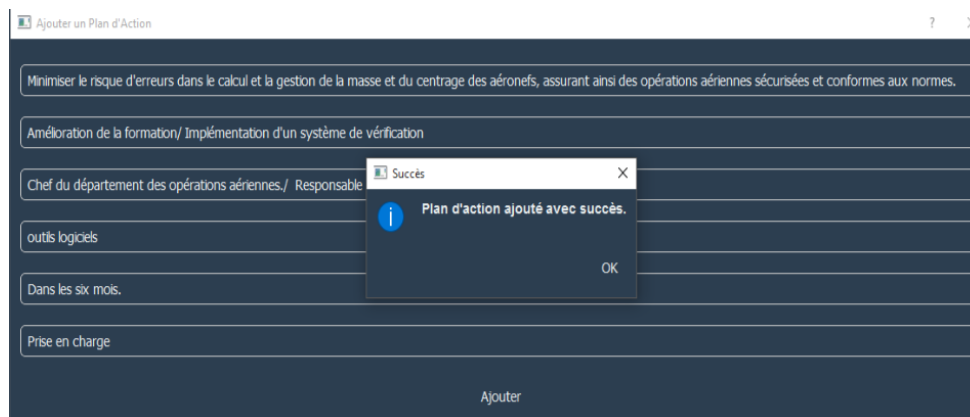 Ajouter un Plan d'Action
?
Minimiser le risque d'erreurs dans le calcul et la gestion de la masse et du centrage des aéronefs, assurant ainsi des opérations aériennes sécurisées et conformes aux normes.
Amélioration de la formation/ Implémentation d'un système de vérification
Succès
Chef du département des opérations aériennes./ Responsable
Plan d'action ajouté avec succès.
outils logiciels
OK
Dans les six mois.
Prise en charge
Ajouter